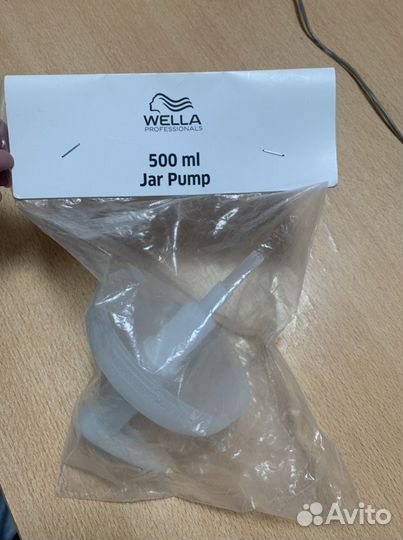 WELLA
PROFESSIONALS
500 ml
Jar Pump
Avito